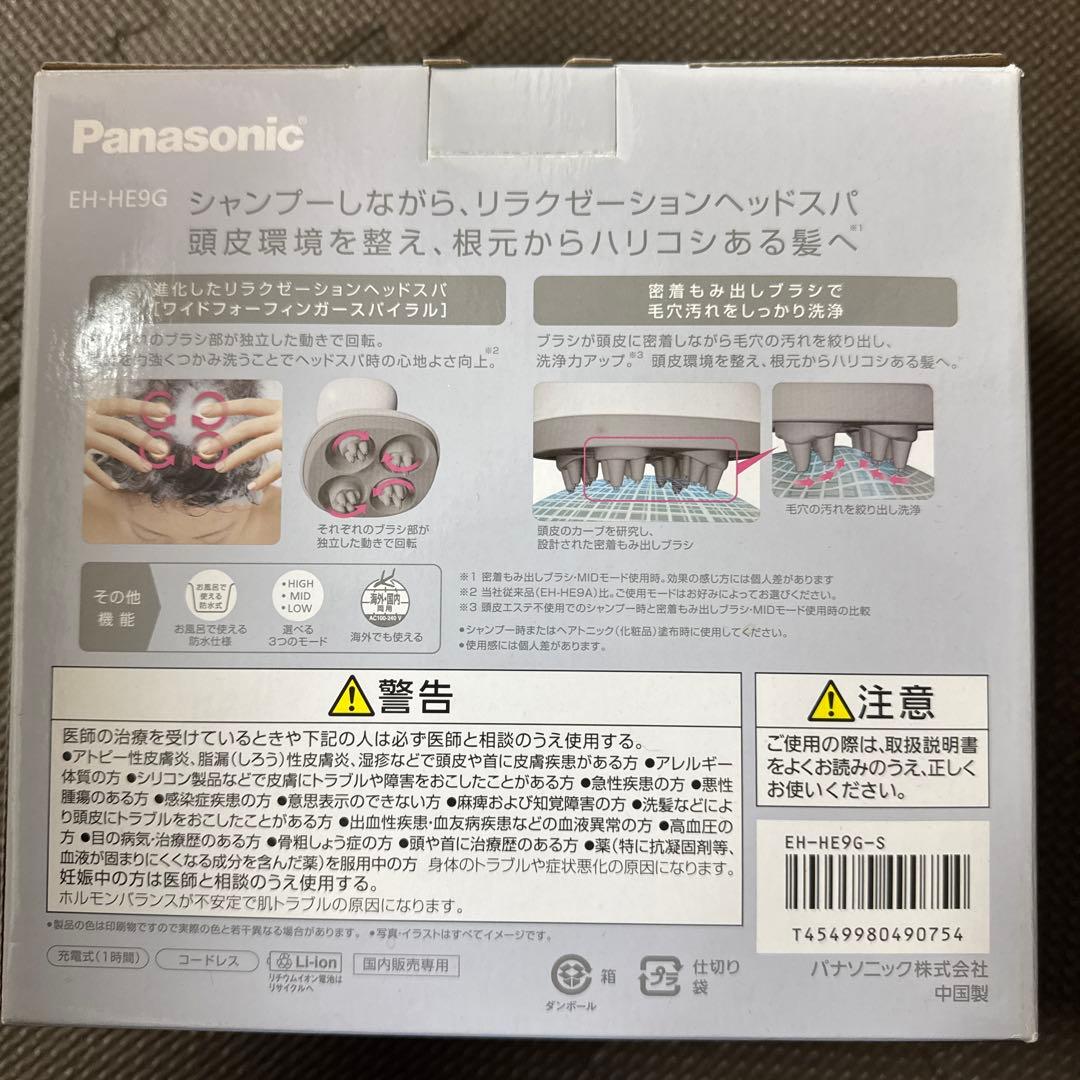 Panasonic®
EH-HE9G
シャンプーしながら、リラクゼーションヘッドスパ
頭皮環境を整え、根元からハリコシある髪へ※1
進化したリラクゼーションヘッドスパ
[ワイドフォーフィンガースパイラル]
れのブラシ部が独立した動きで回転。
力強くつかみ洗うことでヘッドスパ時の心地よさ向上。※2
それぞれのブラシ部が
独立した動きで回転
密着もみ出しブラシで
毛穴汚れをしっかり洗浄
ブラシが頭皮に密着しながら毛穴の汚れを絞り出し、
洗浄力アップ。※3 頭皮環境を整え、根元からハリコシある髪へ。
頭皮のカーブを研究し、
設計された密着もみ出しブラシ
毛穴の汚れを絞り出し洗浄
その他
機能
お風呂で
使える
防水式
お風呂で使える
防水仕様
・HIGH
・MID
・LOW
選べる
3つのモード
海外・国内
両用
AC100-240 V
海外でも使える
※1 密着もみ出しブラシ・MIDモード使用時。効果の感じ方には個人差があります
※2 当社従来品(EH-HE9A)比。ご使用モードはお好みによってお選びください。
※3 頭皮エステ不使用でのシャンプー時と密着もみ出しブラシ・MIDモード使用時の比較
●シャンプー時またはヘアトニック(化粧品)塗布時に使用してください。
●使用感には個人差があります。
警告
医師の治療を受けているときや下記の人は必ず医師と相談のうえ使用する。
●アトピー性皮膚炎、脂漏(しろう)性皮膚炎、湿疹などで頭皮や首に皮膚疾患がある方 ●アレルギー
体質の方 ●シリコン製品などで皮膚にトラブルや障害をおこしたことがある方 ●急性疾患の方 ●悪性
腫瘍のある方 ●感染症疾患の方 ●意思表示のできない方 ●麻痺および知覚障害の方 ●洗髪などによ
り頭皮にトラブルをおこしたことがある方 ●出血性疾患・血友病疾患などの血液異常の方 ●高血圧の
方 ●目の病気・治療歴のある方 ●骨粗しょう症の方 ●頭や首に治療歴のある方 ●薬(特に抗凝固剤等、
血液が固まりにくくなる成分を含んだ薬)を服用中の方 身体のトラブルや症状悪化の原因になります。
妊娠中の方は医師と相談のうえ使用する。
ホルモンバランスが不安定で肌トラブルの原因になります。
注意
ご使用の際は、取扱説明書
をよくお読みのうえ、正しく
お使いください。
EH-HE9G-S
T4549980490754
●製品の色は印刷物ですので実際の色と若干異なる場合があります。 ●写真・イラストはすべてイメージです。
充電式(1時間)
コードレス
Li-ion
リチウムイオン電池は
リサイクルへ
国内販売専用
箱
ダンボール
プラ
仕切り
袋
パナソニック株式会社
中国製